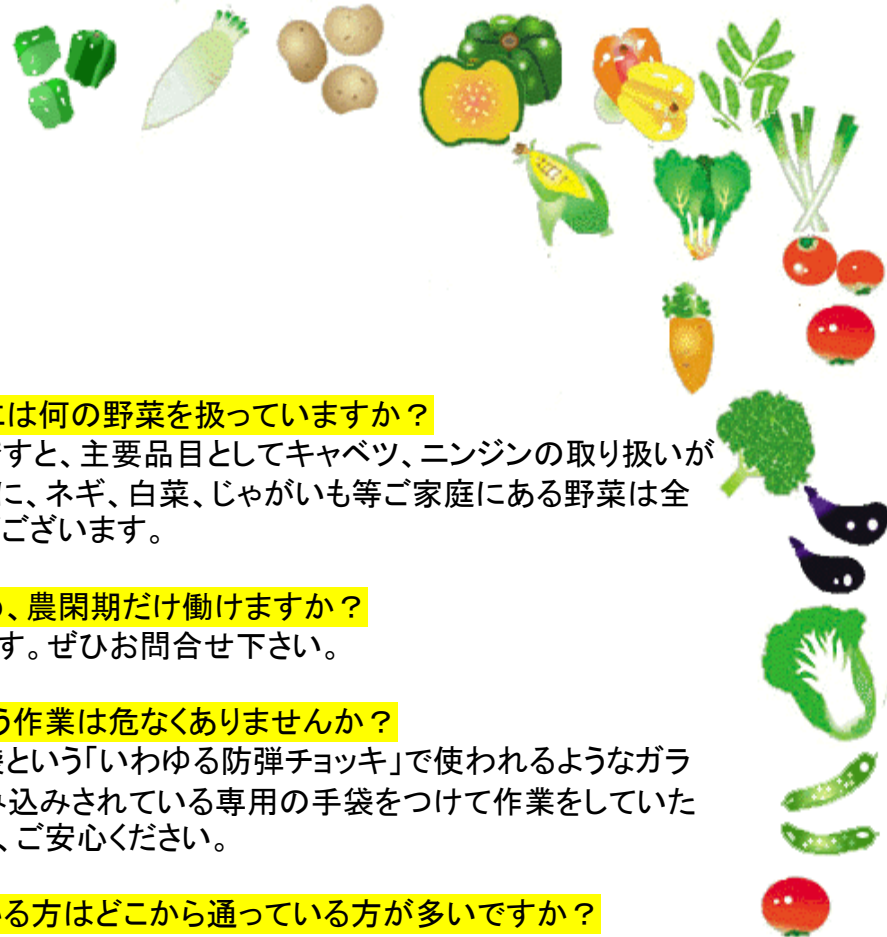 には何の野菜を扱っていますか？
ですと、主要品目としてキャベツ、ニンジンの取り扱いが
に、ネギ、白菜、じゃがいも等ご家庭にある野菜は全
ございます。
、農閑期だけ働けますか？
す。ぜひお問合せ下さい。
う作業は危なくありませんか？
という「いわゆる防弾チョッキ」で使われるようなガラ
み込みされている専用の手袋をつけて作業をしていた
、ご安心ください。
いる方はどこから通っている方が多いですか？